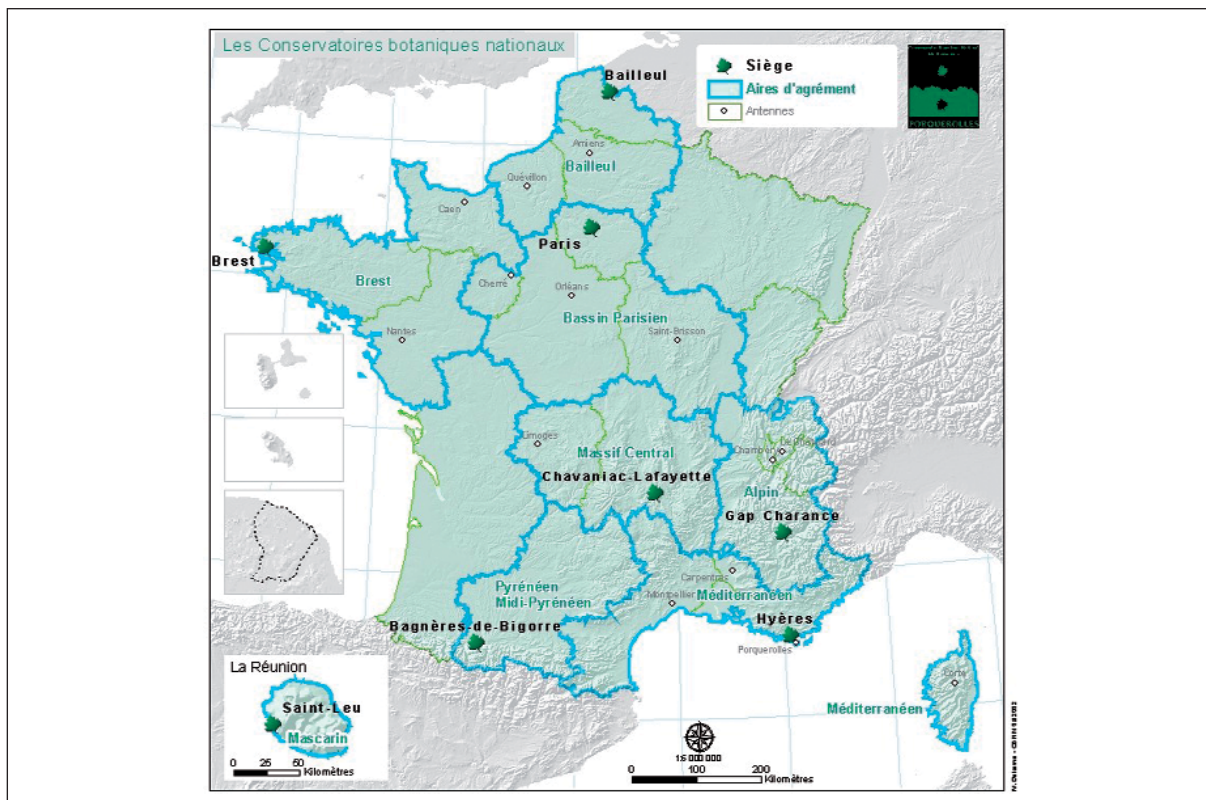 Les Conservatoires botaniques nationaux
Siège
Aires d'agrément
Antennes
PORQUEROLLES
Bailleul
Amiens
Bailleul
Quévillon
Caen
Paris
Brest
Brest
Cherré
Orléans
Bassin Parisien
Saint-Brisson
Nantes
Limoges
Massif Central
Chambéry
Chavaniac-Lafayette
Alpin
Gap Charance
Carpentras
Pyrénéen
Midi-Pyrénéen
Montpellier
Méditerranéen
Bagnères-de-Bigorre
Hyères
Porquerolles
La Réunion
Saint-Leu
Mascarin
0 25 50
Kilomètres
Corte
Méditerranéen
1:5 000 000
0 100 200
Kilomètres